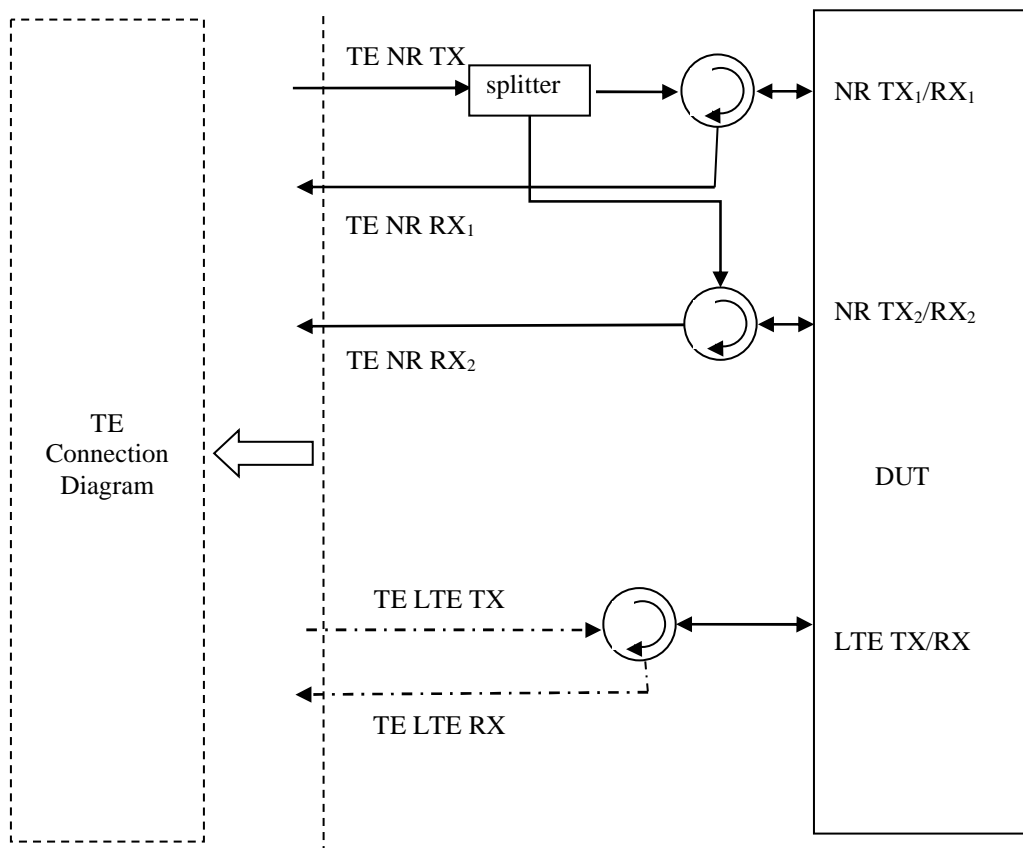 TE NR TX
splitter
NR TX₁/RX₁
TE NR RX₁
NR TX₂/RX₂
TE NR RX₂
TE
Connection
Diagram
DUT
TE LTE TX
LTE TX/RX
TE LTE RX